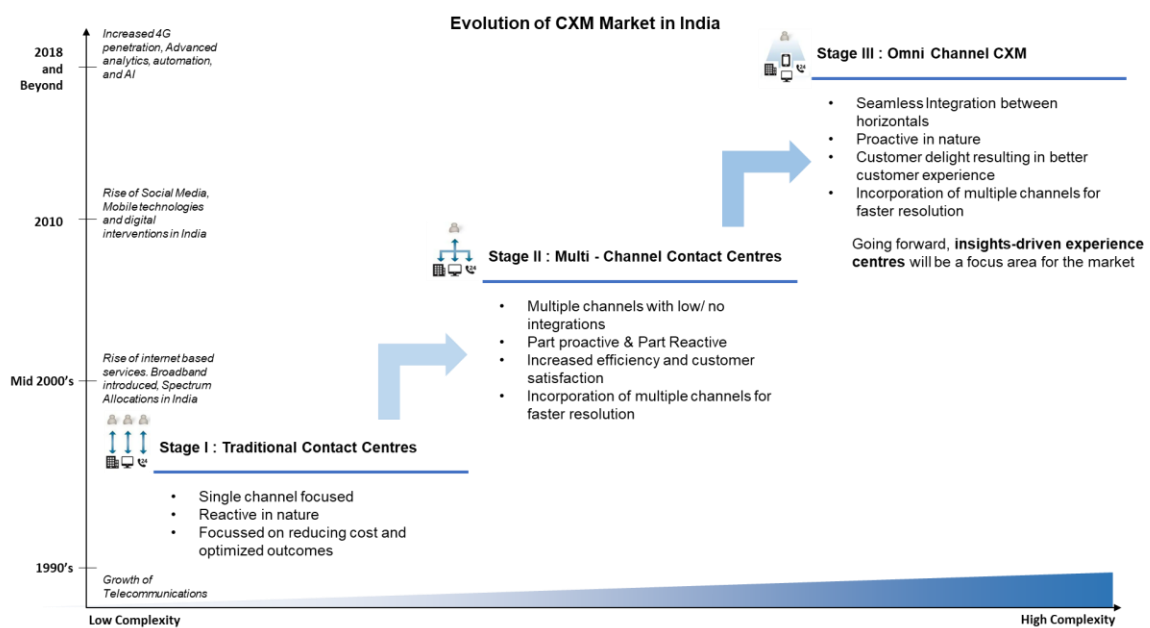 Evolution of CXM Market in India
2018
and
Beyond
Increased 4G
penetration, Advanced
analytics, automation,
and AI
Stage III : Omni Channel CXM
• Seamless Integration between
horizontals
• Proactive in nature
• Customer delight resulting in better
customer experience
• Incorporation of multiple channels for
faster resolution
Going forward, insights-driven experience
centres will be a focus area for the market
2010
Rise of Social Media,
Mobile technologies
and digital
interventions in India
24
Stage II : Multi - Channel Contact Centres
• Multiple channels with low/ no
integrations
• Part proactive & Part Reactive
• Increased efficiency and customer
satisfaction
• Incorporation of multiple channels for
faster resolution
Mid 2000's
Rise of internet based
services. Broadband
introduced, Spectrum
Allocations in India
24
Stage I : Traditional Contact Centres
• Single channel focused
• Reactive in nature
• Focussed on reducing cost and
optimized outcomes
1990's
Growth of
Telecommunications
Low Complexity
High Complexity